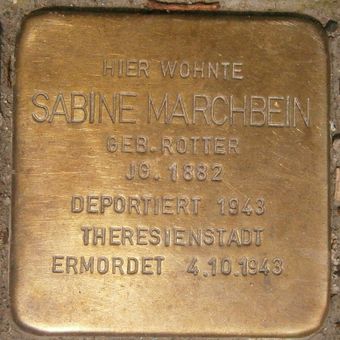 HIER WOHNTE
SABINE MARCHBEIN
GEB. ROTTER
JG. 1882
DEPORTIERT 1943
THERESIENSTADT
ERMORDET 4.10.1943